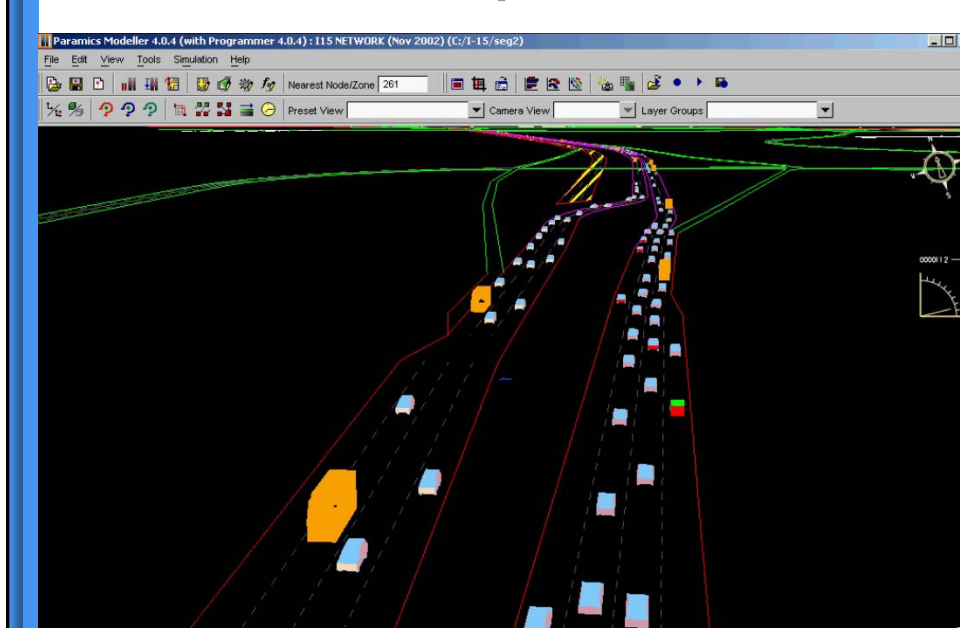 Paramics Modeller 4.0.4 (with Programmer 4.0.4) : I15 NETWORK (Nov 2002) (C:/I-15/seg2)
File Edit View Tools Simulation Help
Nearest Node/Zone 261
Preset View Camera View Layer Groups
N
W
S
0000112